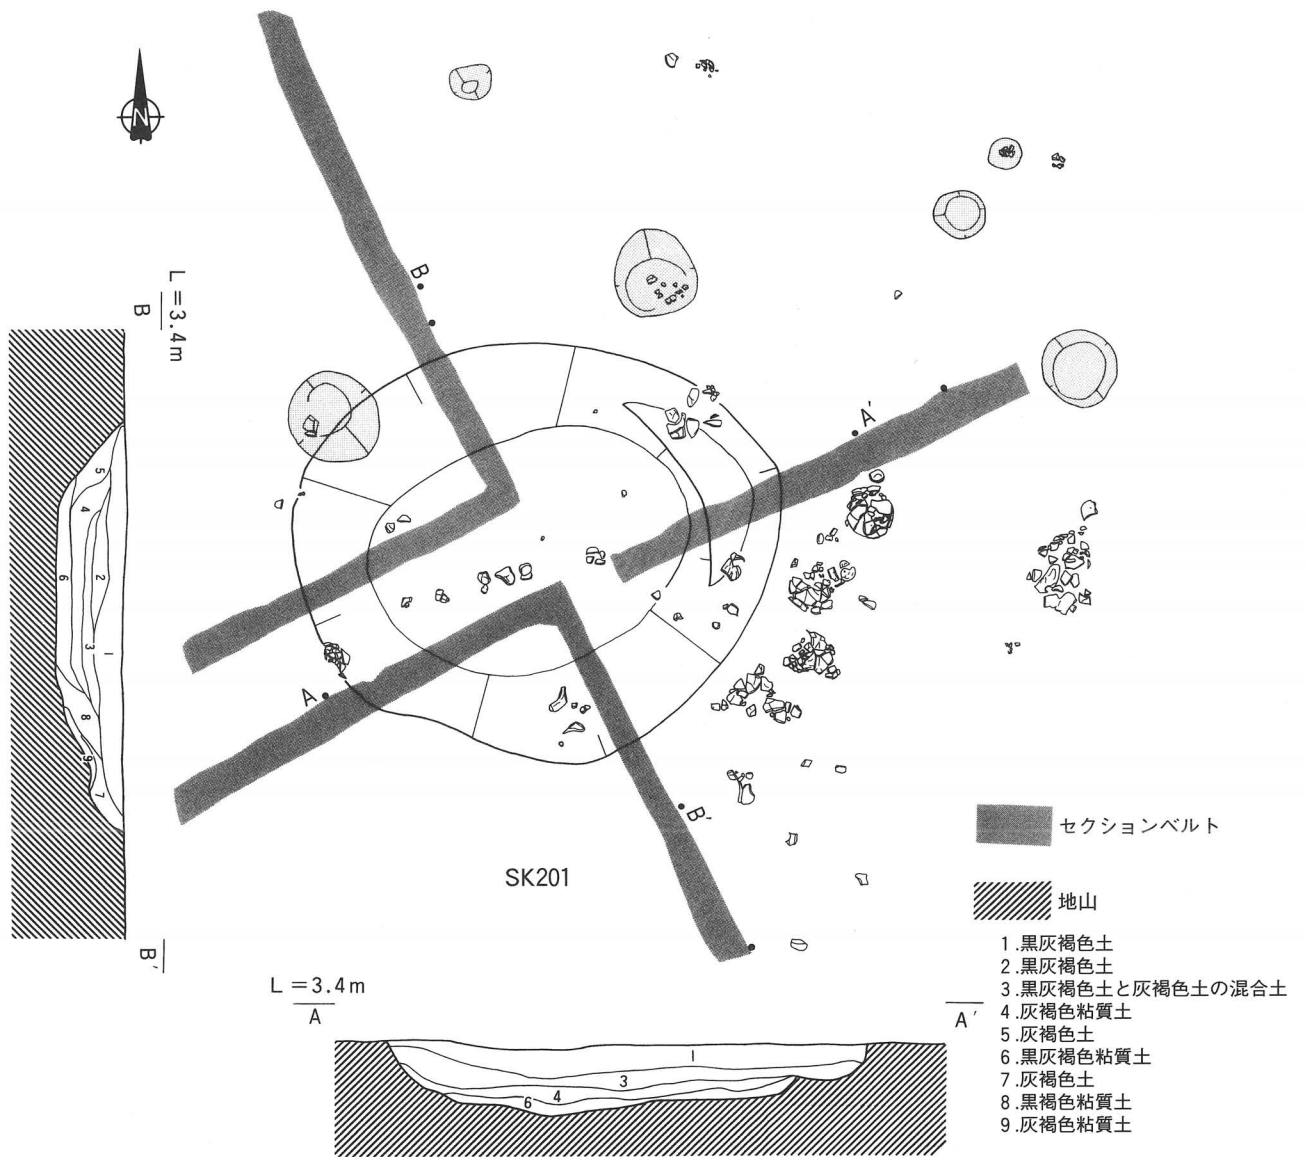 N
B
L=3.4m
B
A'
A
B'
5
4
6
2
3
1
8
9
7
SK201
B'
L=3.4m
A
A'
1
3
4
6
セクションベルト
地山
1.黒灰褐色土
2.黒灰褐色土
3.黒灰褐色土と灰褐色土の混合土
4.灰褐色粘質土
5.灰褐色土
6.黒灰褐色粘質土
7.灰褐色土
8.黒褐色粘質土
9.灰褐色粘質土